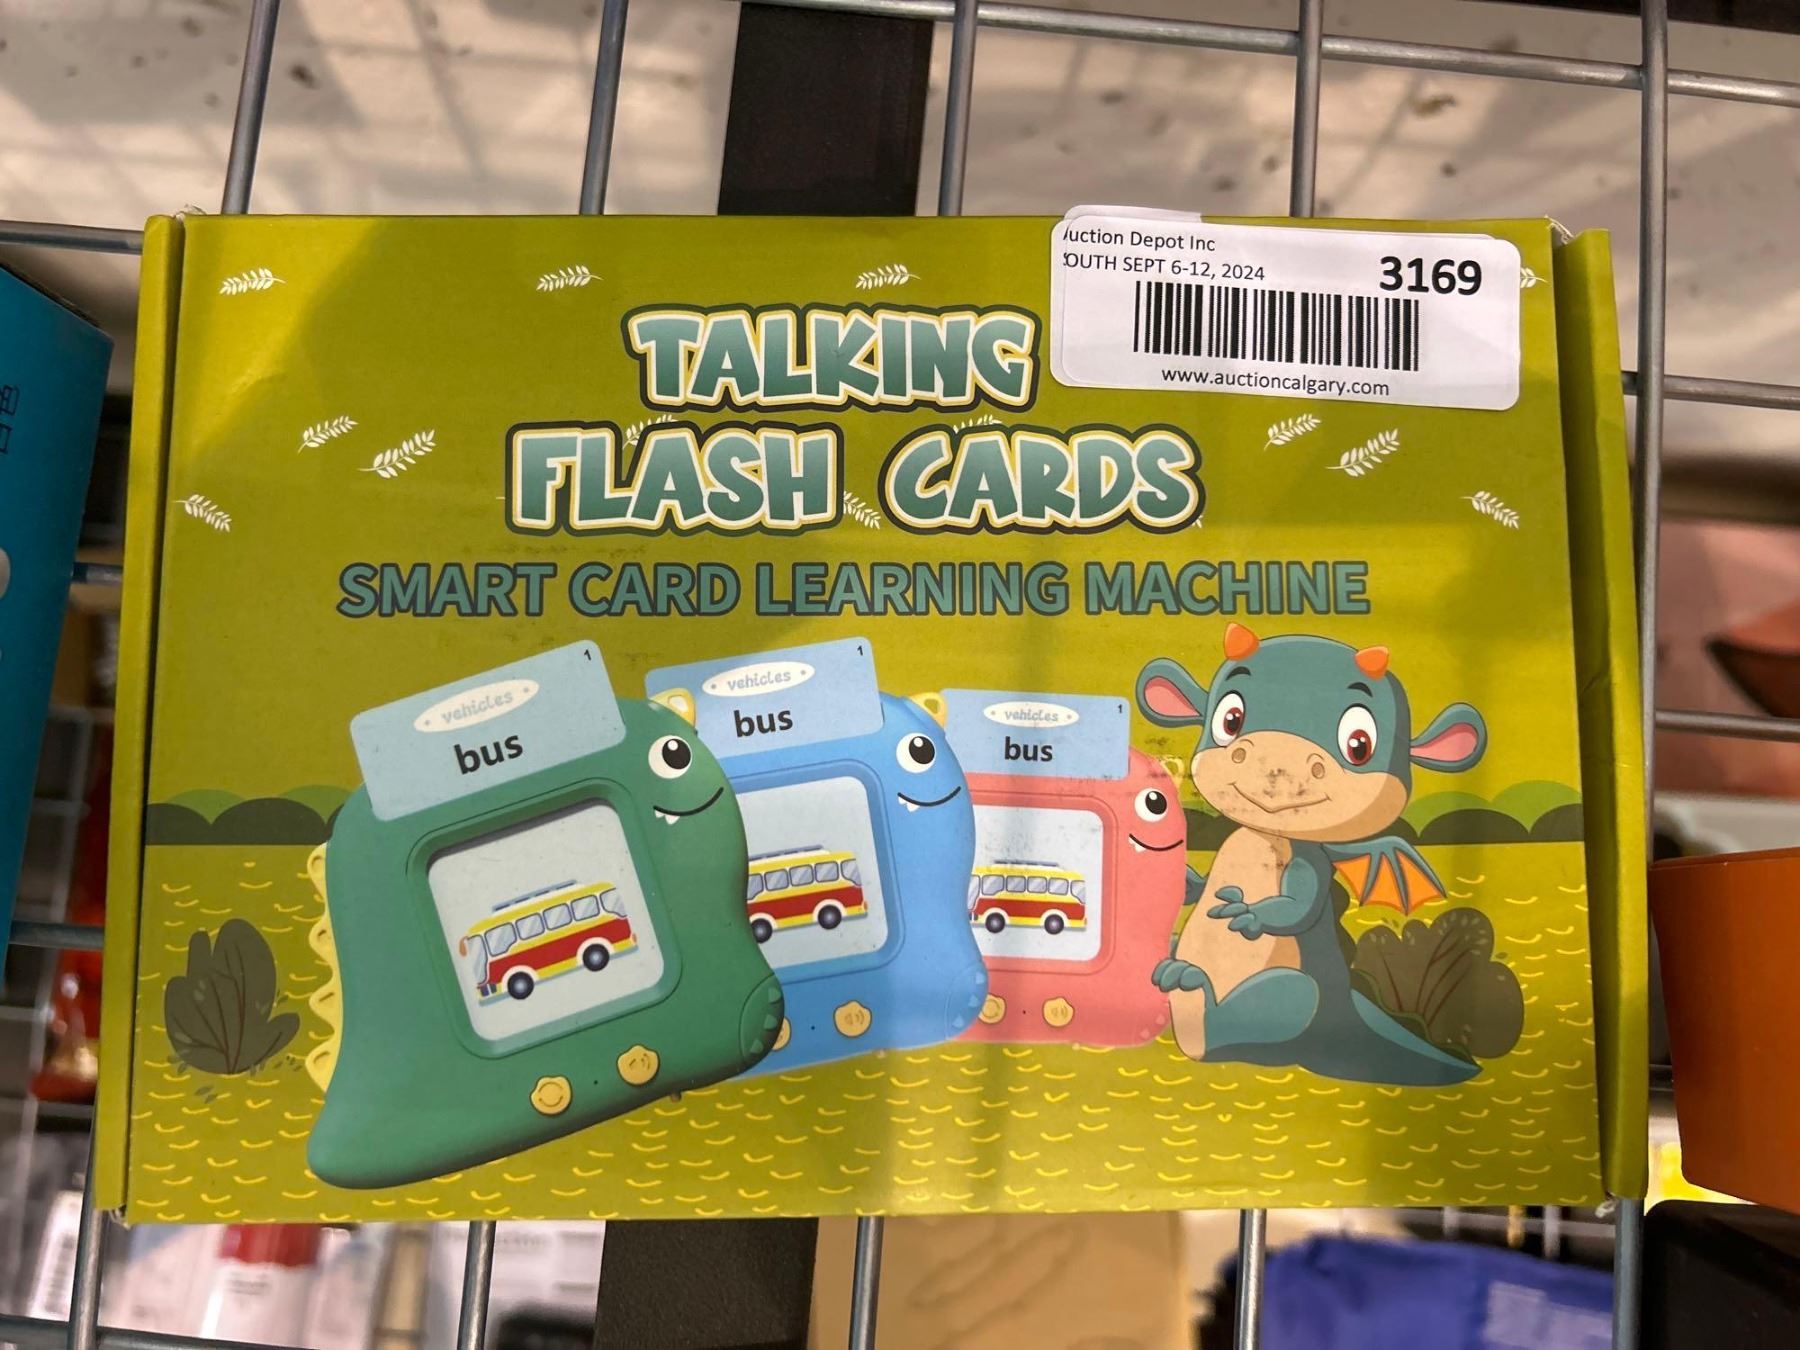 uction Depot Inc
OUTH SEPT 6-12, 2024
3169
www.auctioncalgary.com
TALKING
FLASH CARDS
SMART CARD LEARNING MACHINE
1
vehicles
bus
1
vehicles
bus
1
vehicles
bus